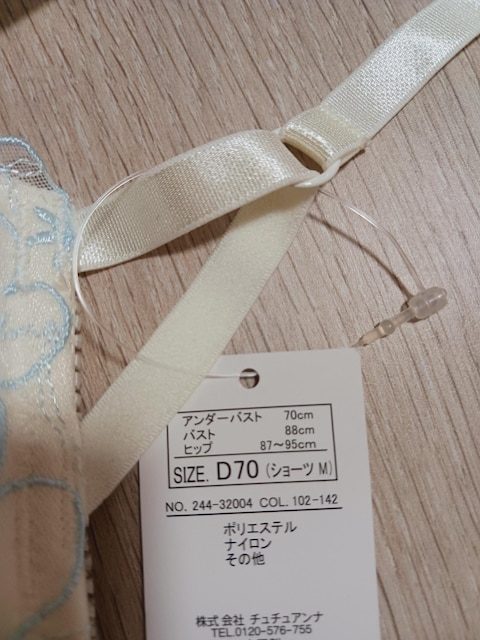 アンダーバスト 70cm
バスト 88cm
ヒップ 87〜95cm
SIZE. D70 (ショーツ M)
NO. 244-32004 COL. 102-142
ポリエステル
ナイロン
その他
株式会社 チュチュアンナ
TEL.0120-576-755